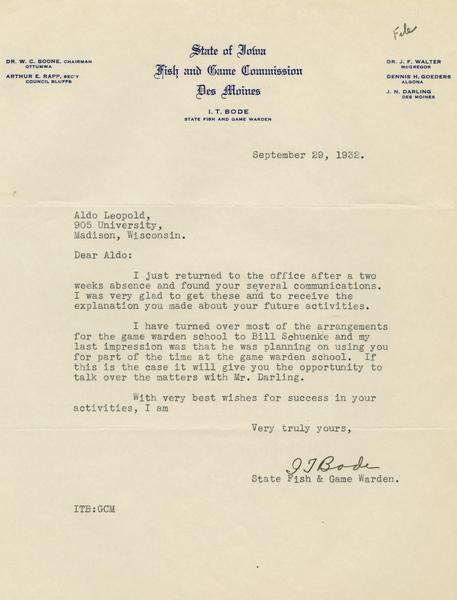 File
State of Iowa
Fish and Game Commission
Des Moines
I. T. BODE
STATE FISH AND GAME WARDEN
DR. W. C. BOONE, CHAIRMAN
OTTUMWA
ARTHUR E. RAPP, SEC'Y
COUNCIL BLUFFS
DR. J. F. WALTER
MCGREGOR
DENNIS H. GOEDERS
ALGONA
J. N. DARLING
DES MOINES
September 29, 1932.
Aldo Leopold,
905 University,
Madison, Wisconsin.
Dear Aldo:
I just returned to the office after a two
weeks absence and found your several communications.
I was very glad to get these and to receive the
explanation you made about your future activities.
I have turned over most of the arrangements
for the game warden school to Bill Schuenke and my
last impression was that he was planning on using you
for part of the time at the game warden school.  If
this is the case it will give you the opportunity to
talk over the matters with Mr. Darling.
With very best wishes for success in your
activities, I am
Very truly yours,
I T Bode
State Fish & Game Warden.
ITB:GCM